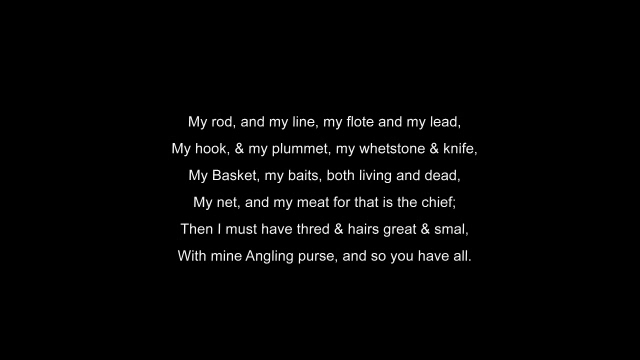 My rod, and my line, my flote and my lead,
My hook, & my plummet, my whetstone & knife,
My Basket, my baits, both living and dead,
My net, and my meat for that is the chief;
Then I must have thred & hairs great & smal,
With mine Angling purse, and so you have all.